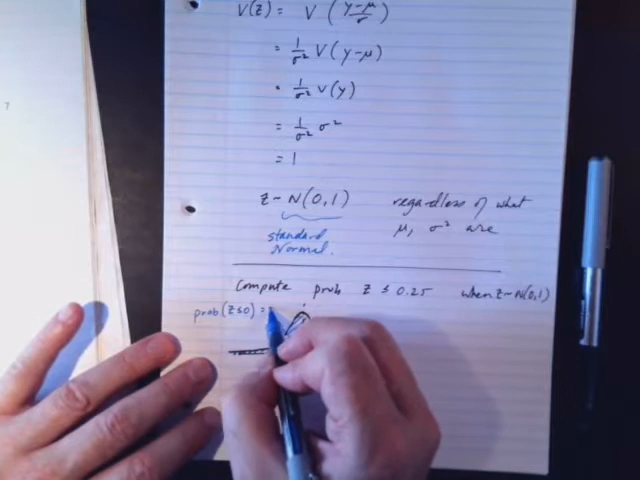 V(z) = V(y-μ/σ)
= 1/σ² V(y-μ)
= 1/σ² V(y)
= 1/σ² σ²
= 1
z ~ N(0,1) regardless of what
μ, σ² are
standard
Normal.
Compute prob z ≤ 0.25 when z ~ N(0,1)
prob(z≤0) =
7